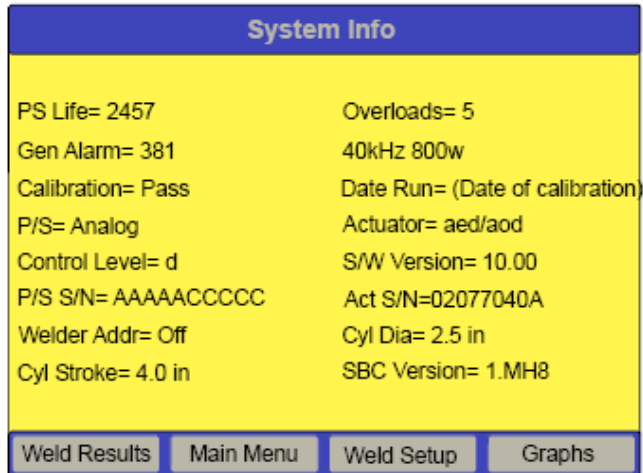 System Info
PS Life= 2457 Overloads= 5
Gen Alarm= 381 40kHz 800w
Calibration= Pass Date Run= (Date of calibration)
P/S= Analog Actuator= aed/aod
Control Level= d S/W Version= 10.00
P/S S/N= AAAAACCCCC Act S/N=02077040A
Welder Addr= Off Cyl Dia= 2.5 in
Cyl Stroke= 4.0 in SBC Version= 1.MH8
Weld Results Main Menu Weld Setup Graphs